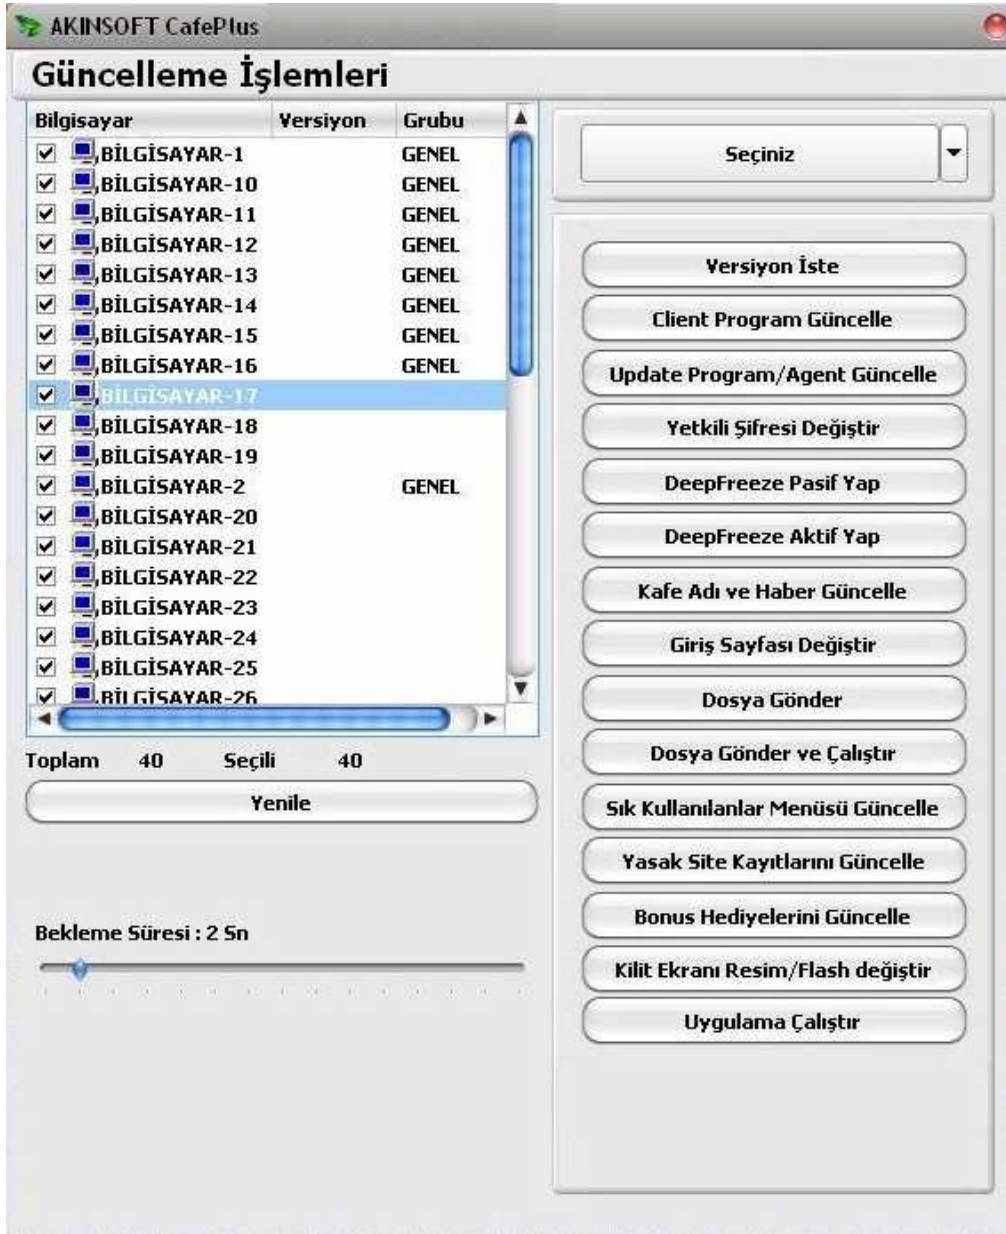 AKINSOFT CafePlus
Güncelleme İşlemleri
Bilgisayar Versiyon Grubu
BİLGİSAYAR-1 GENEL
BİLGİSAYAR-10 GENEL
BİLGİSAYAR-11 GENEL
BİLGİSAYAR-12 GENEL
BİLGİSAYAR-13 GENEL
BİLGİSAYAR-14 GENEL
BİLGİSAYAR-15 GENEL
BİLGİSAYAR-16 GENEL
BİLGİSAYAR-17
BİLGİSAYAR-18
BİLGİSAYAR-19
BİLGİSAYAR-2 GENEL
BİLGİSAYAR-20
BİLGİSAYAR-21
BİLGİSAYAR-22
BİLGİSAYAR-23
BİLGİSAYAR-24
BİLGİSAYAR-25
BİLGİSAYAR-26
Toplam 40 Seçili 40
Yenile
Bekleme Süresi : 2 Sn
Seçiniz
Versiyon İste
Client Program Güncelle
Update Program/Agent Güncelle
Yetkili Şifresi Değiştir
DeepFreeze Pasif Yap
DeepFreeze Aktif Yap
Kafe Adı ve Haber Güncelle
Giriş Sayfası Değiştir
Dosya Gönder
Dosya Gönder ve Çalıştır
Sık Kullanılanlar Menüsü Güncelle
Yasak Site Kayıtlarını Güncelle
Bonus Hediyelerini Güncelle
Kilit Ekranı Resim/Flash değiştir
Uygulama Çalıştır